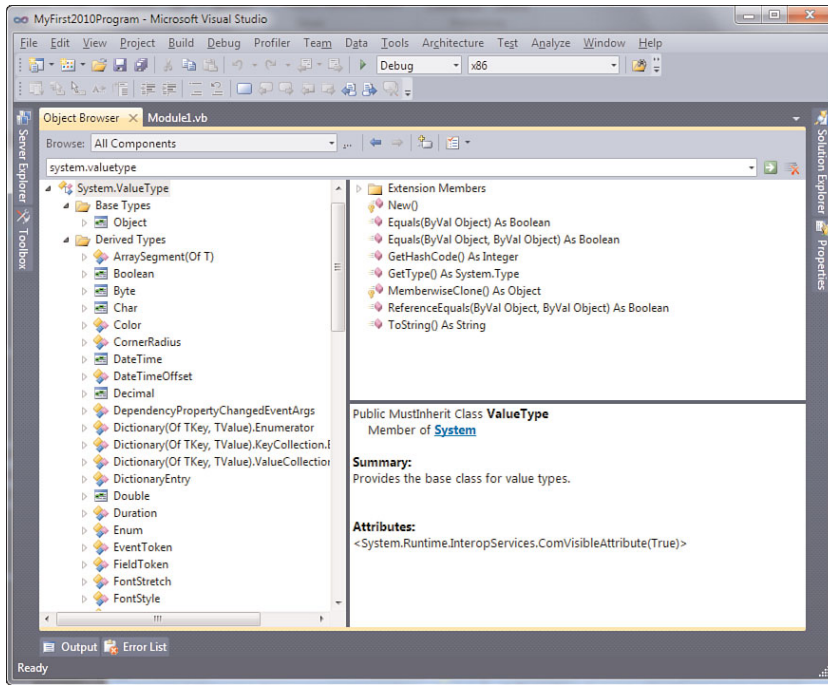 MyFirst2010Program - Microsoft Visual Studio
File Edit View Project Build Debug Profiler Team Data Tools Architecture Test Analyze Window Help
Debug x86
Object Browser Module1.vb
Browse: All Components
system.valuetype
Server Explorer
Toolbox
System.ValueType
Base Types
Object
Derived Types
ArraySegment(Of T)
Boolean
Byte
Char
Color
CornerRadius
DateTime
DateTimeOffset
Decimal
DependencyPropertyChangedEventArgs
Dictionary(Of TKey, TValue).Enumerator
Dictionary(Of TKey, TValue).KeyCollection.E
Dictionary(Of TKey, TValue).ValueCollection
DictionaryEntry
Double
Duration
Enum
EventToken
FieldToken
FontStretch
FontStyle
Extension Members
New()
Equals(ByVal Object) As Boolean
Equals(ByVal Object, ByVal Object) As Boolean
GetHashCode() As Integer
GetType() As System.Type
MemberwiseClone() As Object
ReferenceEquals(ByVal Object, ByVal Object) As Boolean
ToString() As String
Public MustInherit Class ValueType
Member of System
Summary:
Provides the base class for value types.
Attributes:
<System.Runtime.InteropServices.ComVisibleAttribute(True)>
Solution Explorer
Properties
Output Error List
Ready